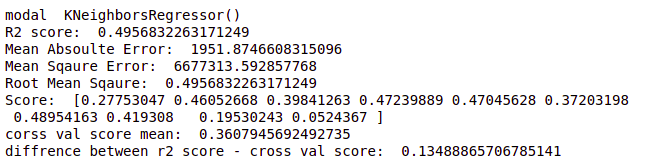 modal  KNeighborsRegressor()
R2 score:  0.4956832263171249
Mean Absoulte Error:  1951.8746608315096
Mean Sqaure Error:  6677313.592857768
Root Mean Sqaure:  0.4956832263171249
Score:  [0.27753047 0.46052668 0.39841263 0.47239889 0.47045628 0.37203198
 0.48954163 0.419308   0.19530243 0.0524367 ]
corss val score mean:  0.3607945692492735
diffrence between r2 score - cross val score:  0.13488865706785141